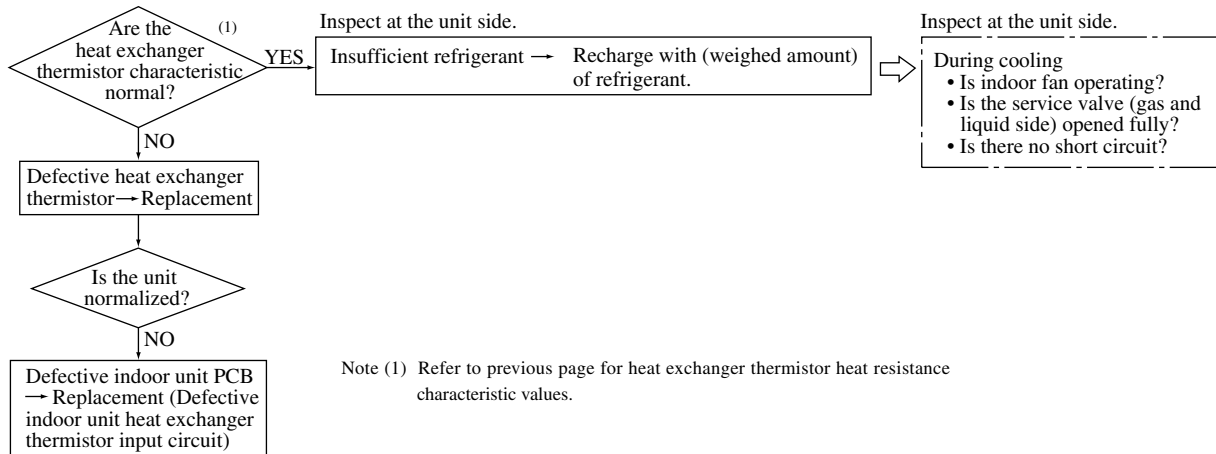 Are the
heat exchanger
thermistor characteristic
normal?
(1)
YES
Inspect at the unit side.
Insufficient refrigerant → Recharge with (weighed amount)
of refrigerant.
Inspect at the unit side.
During cooling
• Is indoor fan operating?
• Is the service valve (gas and
liquid side) opened fully?
• Is there no short circuit?
NO
Defective heat exchanger
thermistor → Replacement
Is the unit
normalized?
NO
Defective indoor unit PCB
→ Replacement (Defective
indoor unit heat exchanger
thermistor input circuit)
Note (1) Refer to previous page for heat exchanger thermistor heat resistance
characteristic values.